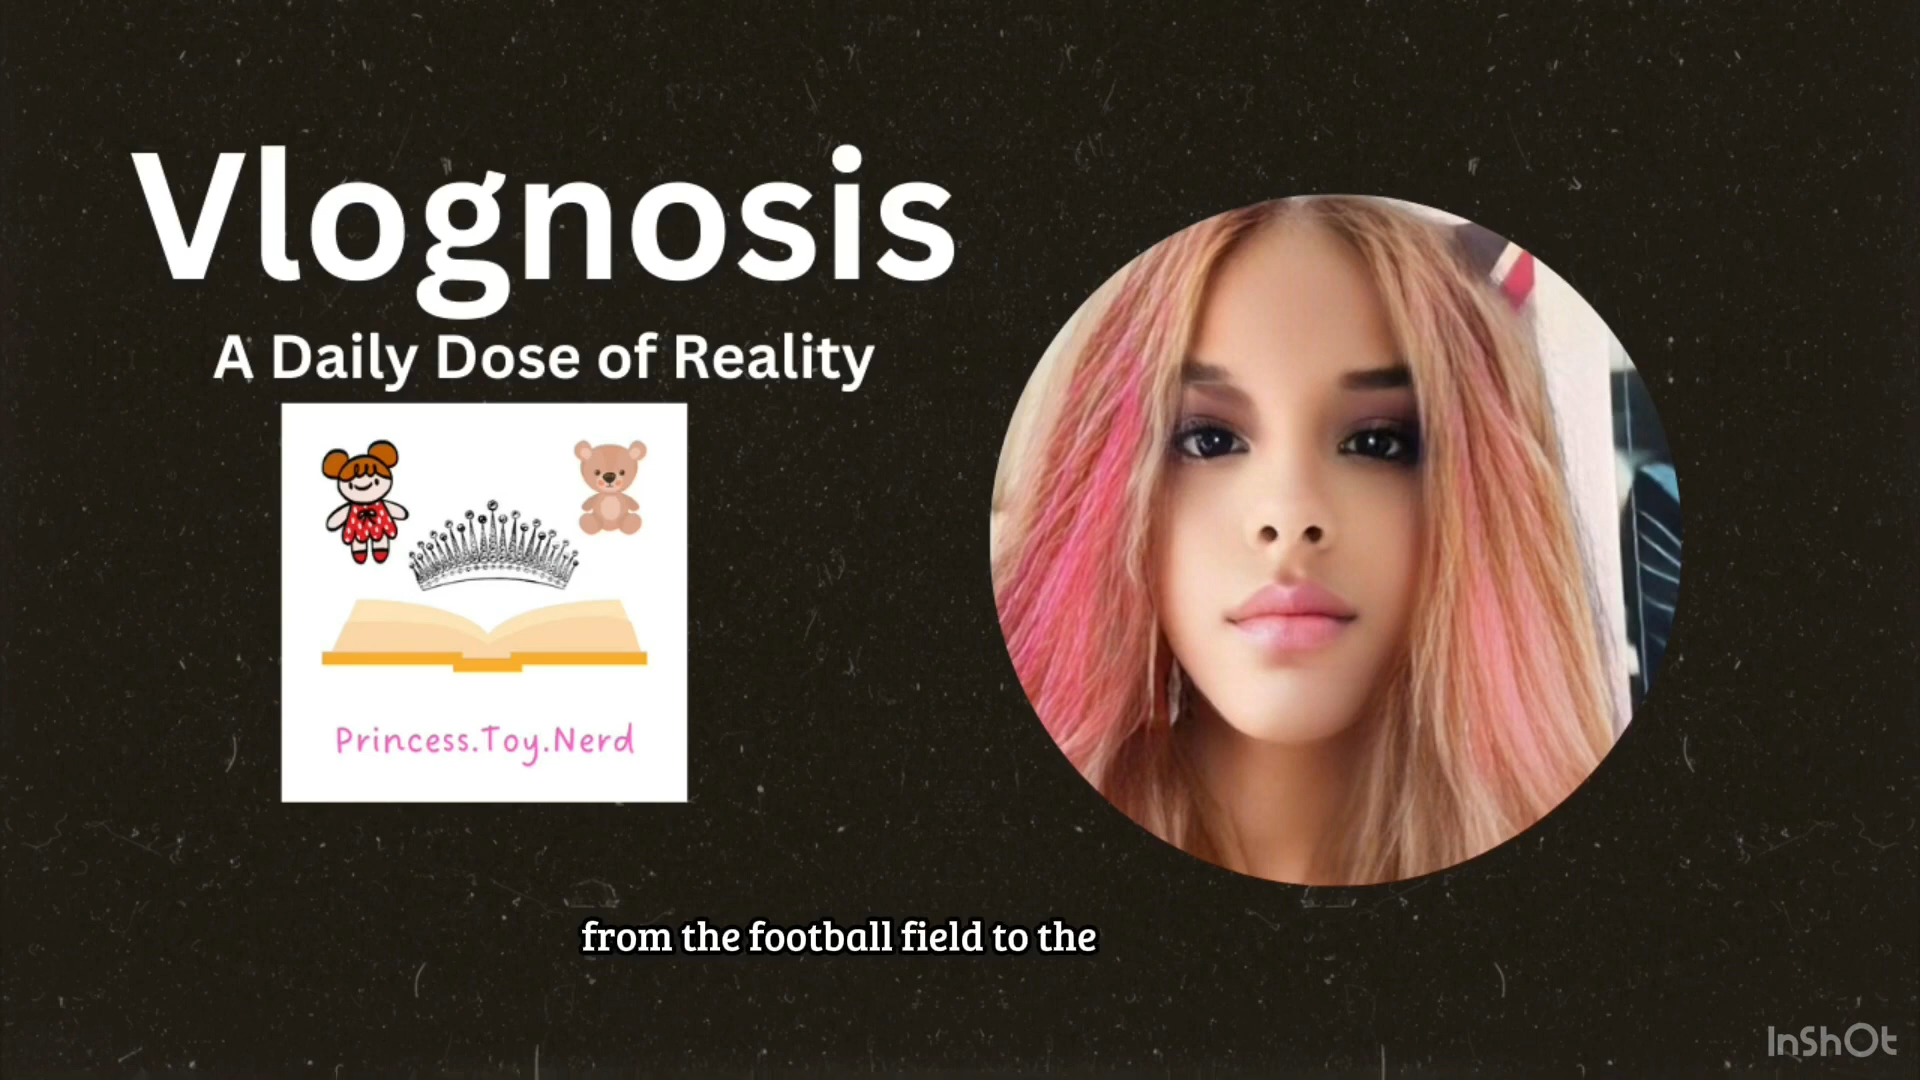 Vlognosis
A Daily Dose of Reality
Princess.Toy.Nerd
from the football field to the
InShOt